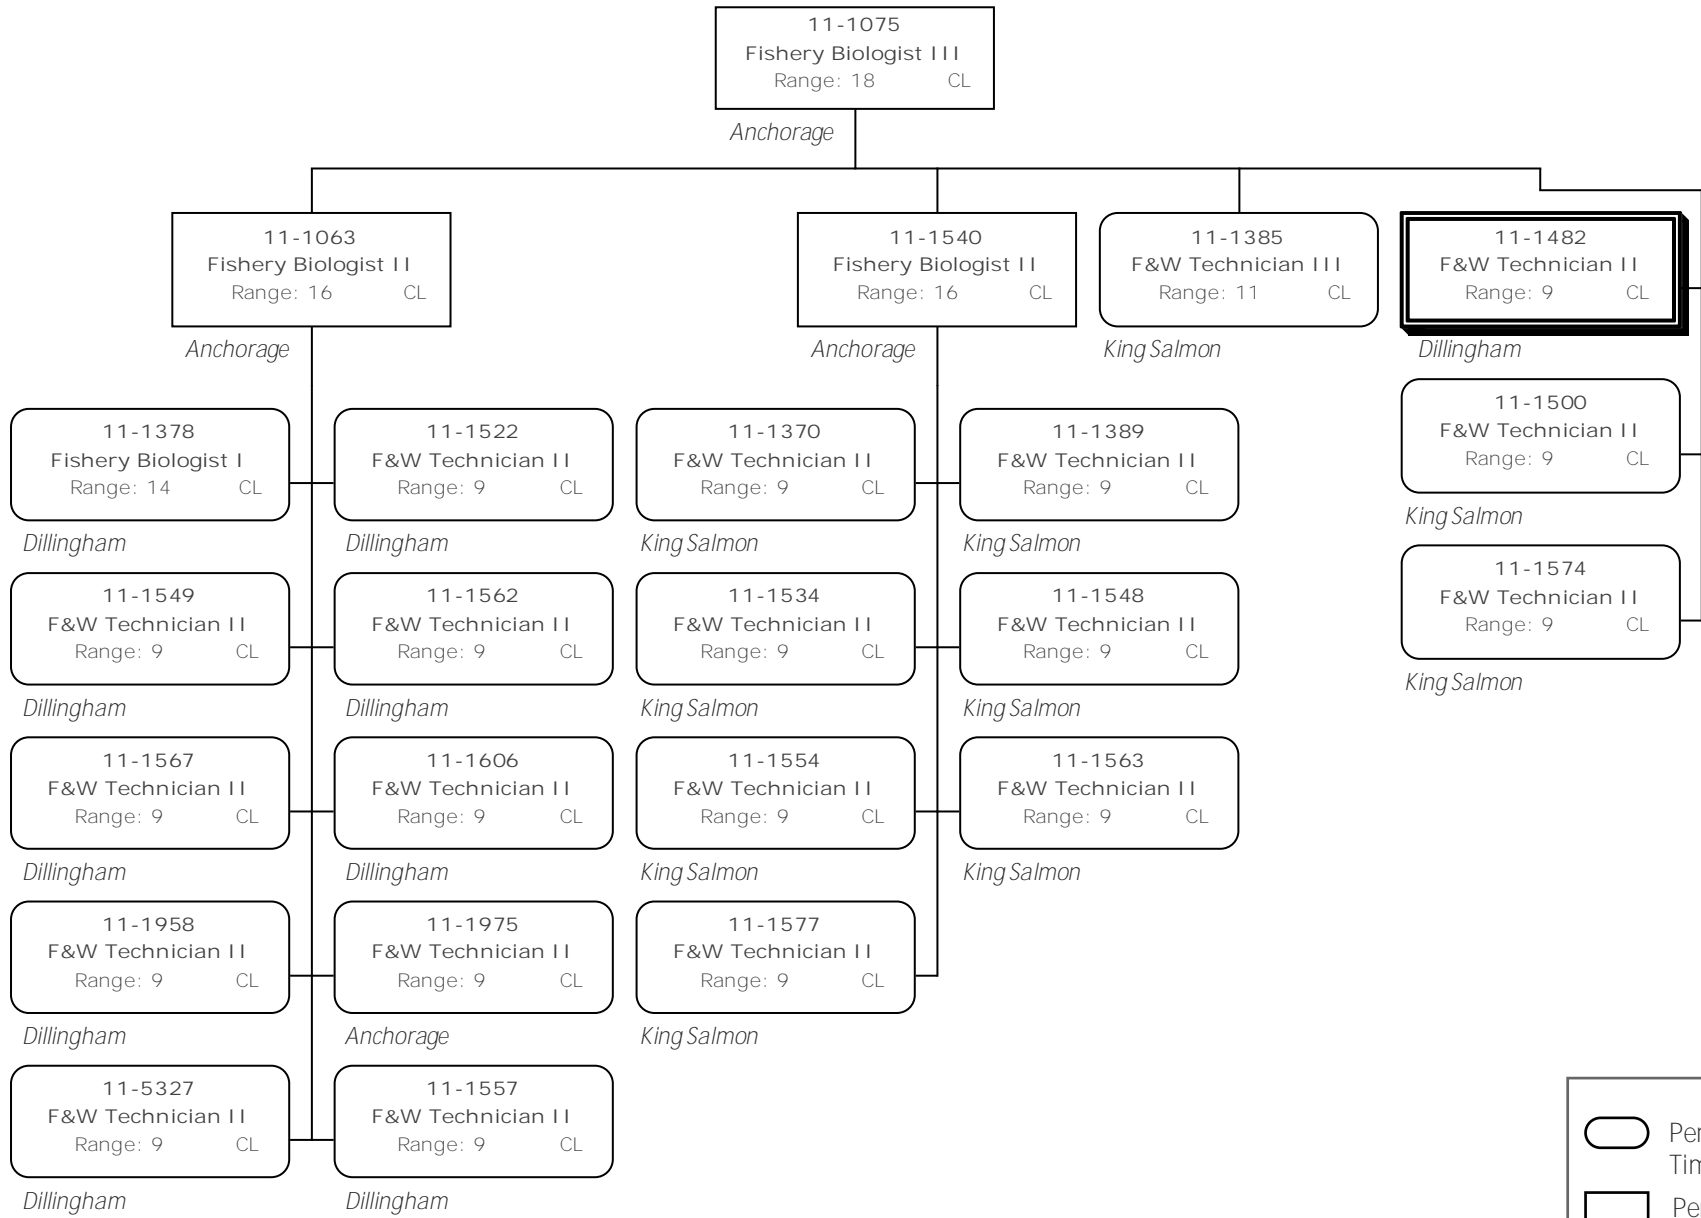 11-1075
Fishery Biologist III
Range: 18 CL
Anchorage
11-1063
Fishery Biologist II
Range: 16 CL
Anchorage
11-1540
Fishery Biologist II
Range: 16 CL
Anchorage
11-1385
F&W Technician III
Range: 11 CL
King Salmon
11-1482
F&W Technician II
Range: 9 CL
Dillingham
11-1500
F&W Technician II
Range: 9 CL
King Salmon
11-1574
F&W Technician II
Range: 9 CL
King Salmon
11-1378
Fishery Biologist I
Range: 14 CL
Dillingham
11-1522
F&W Technician II
Range: 9 CL
Dillingham
11-1370
F&W Technician II
Range: 9 CL
King Salmon
11-1389
F&W Technician II
Range: 9 CL
King Salmon
11-1549
F&W Technician II
Range: 9 CL
Dillingham
11-1562
F&W Technician II
Range: 9 CL
Dillingham
11-1534
F&W Technician II
Range: 9 CL
King Salmon
11-1548
F&W Technician II
Range: 9 CL
King Salmon
11-1567
F&W Technician II
Range: 9 CL
Dillingham
11-1606
F&W Technician II
Range: 9 CL
Dillingham
11-1554
F&W Technician II
Range: 9 CL
King Salmon
11-1563
F&W Technician II
Range: 9 CL
King Salmon
11-1958
F&W Technician II
Range: 9 CL
Dillingham
11-1975
F&W Technician II
Range: 9 CL
Anchorage
11-1577
F&W Technician II
Range: 9 CL
King Salmon
11-5327
F&W Technician II
Range: 9 CL
Dillingham
11-1557
F&W Technician II
Range: 9 CL
Dillingham